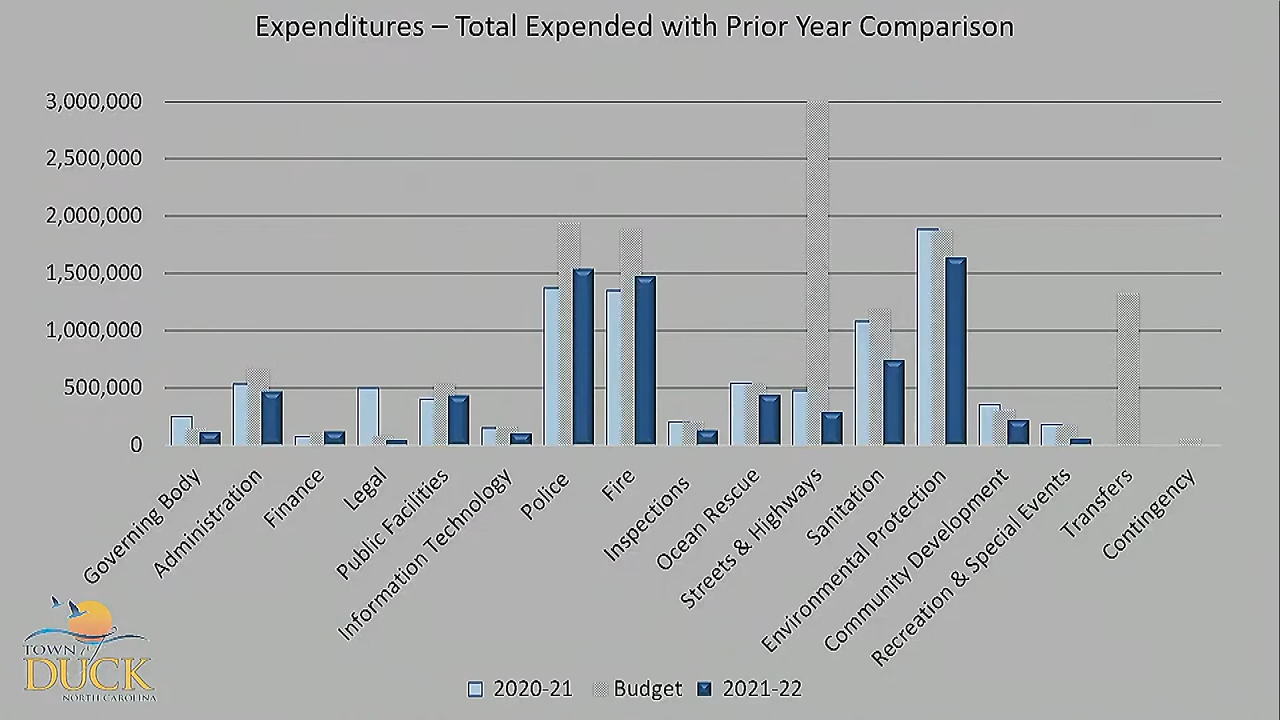 Expenditures – Total Expended with Prior Year Comparison
3,000,000
2,500,000
2,000,000
1,500,000
1,000,000
500,000
0
Governing Body
Administration
Finance
Legal
Public Facilities
Information Technology
Police
Fire
Inspections
Ocean Rescue
Streets & Highways
Sanitation
Environmental Protection
Community Development
Recreation & Special Events
Transfers
Contingency
TOWN of
DUCK
NORTH CAROLINA
2020-21 Budget 2021-22